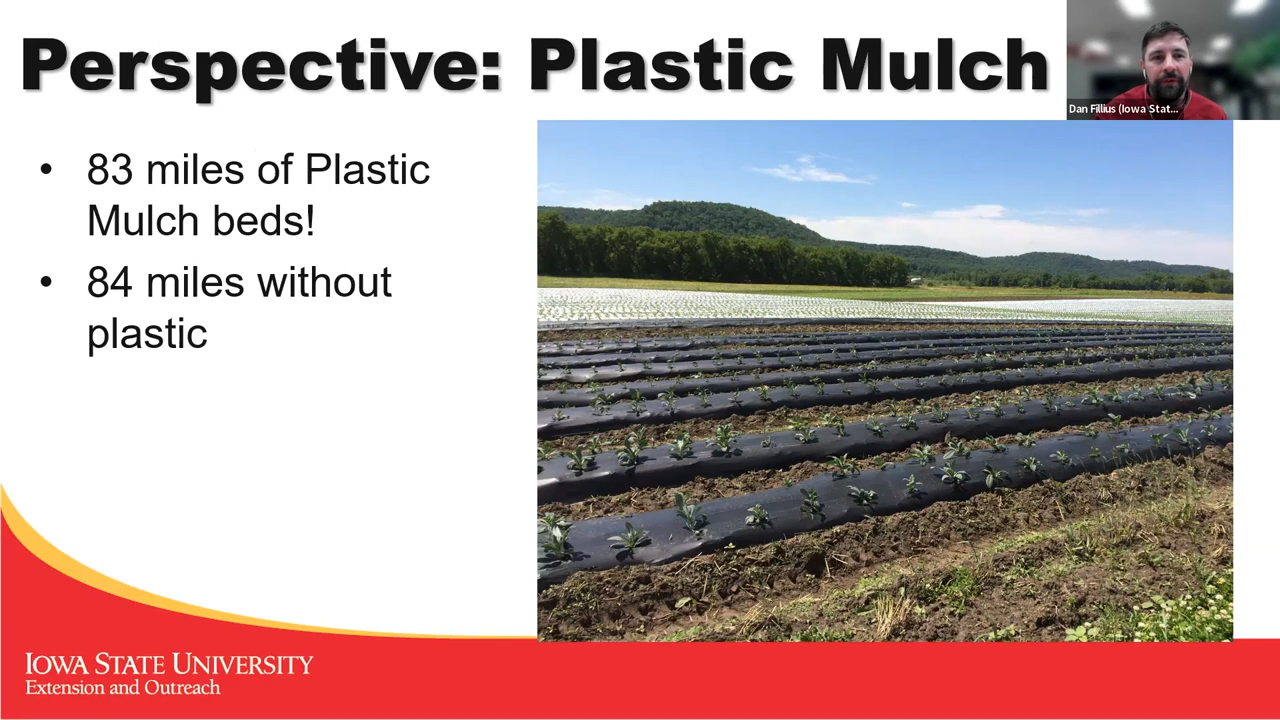 Perspective: Plastic Mulch
Dan Fillius (Iowa Stat...
• 83 miles of Plastic
Mulch beds!
• 84 miles without
plastic
IOWA STATE UNIVERSITY
Extension and Outreach